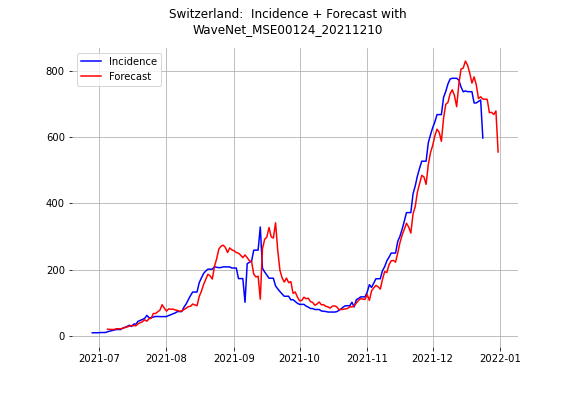 Switzerland:  Incidence + Forecast with
WaveNet_MSE00124_20211210
Incidence
Forecast
800
600
400
200
0
2021-07 2021-08 2021-09 2021-10 2021-11 2021-12 2022-01